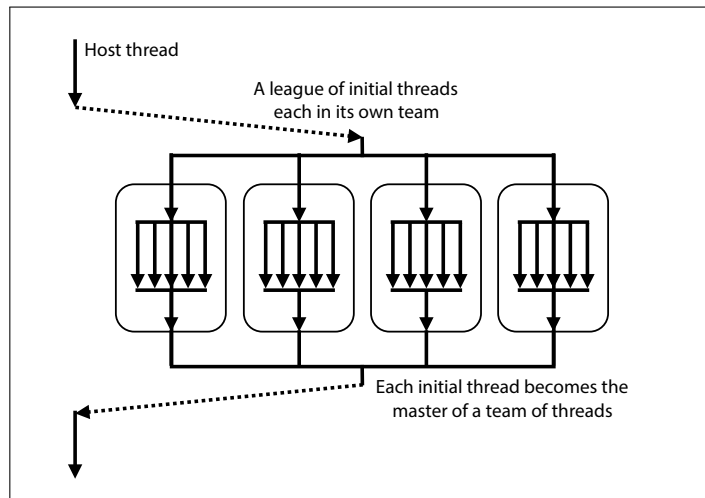 Host thread
A league of initial threads
each in its own team
Each initial thread becomes the
master of a team of threads